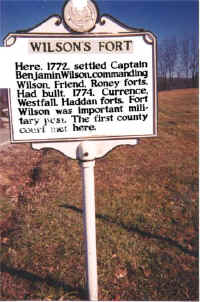 WILSON'S FORT
Here, 1772, settled Captain
Benjamin Wilson, commanding
Wilson, Friend, Roney forts.
Had built, 1774, Currence,
Westfall, Haddan forts. Fort
Wilson was important mili-
tary post. The first county
court met here.